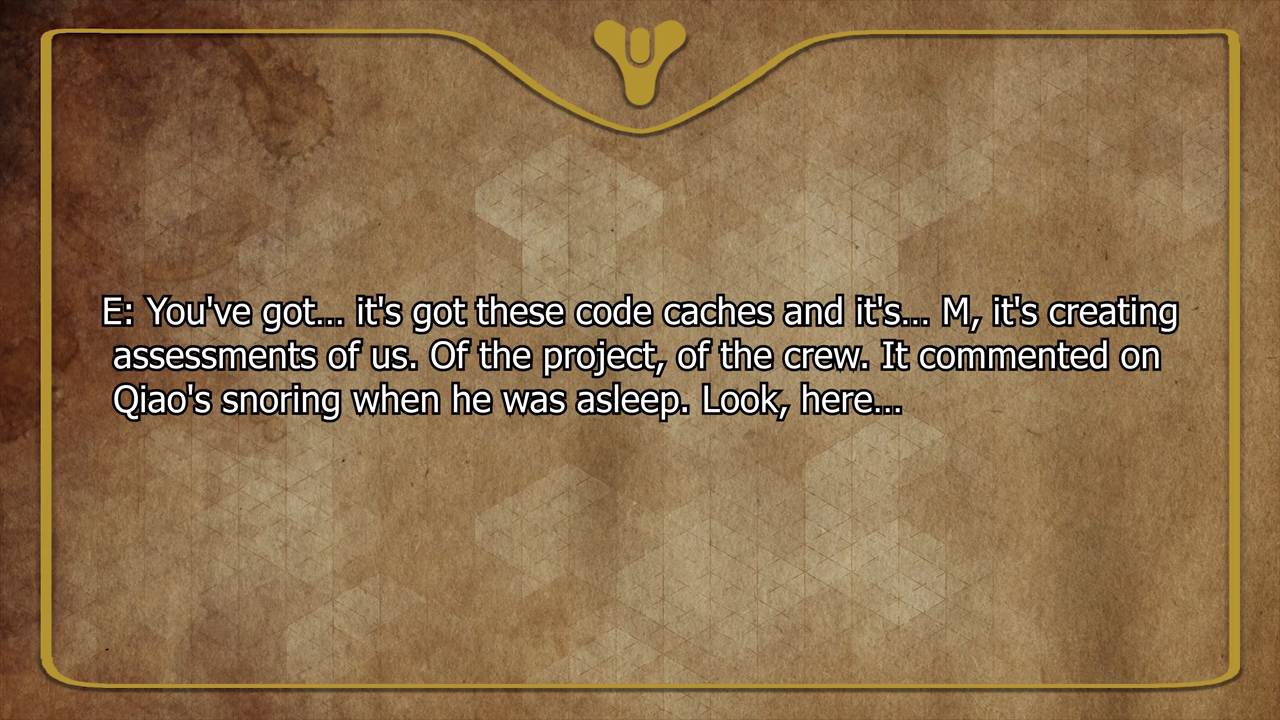 E: You've got... it's got these code caches and it's... M, it's creating
assessments of us. Of the project, of the crew. It commented on
Qiao's snoring when he was asleep. Look, here...